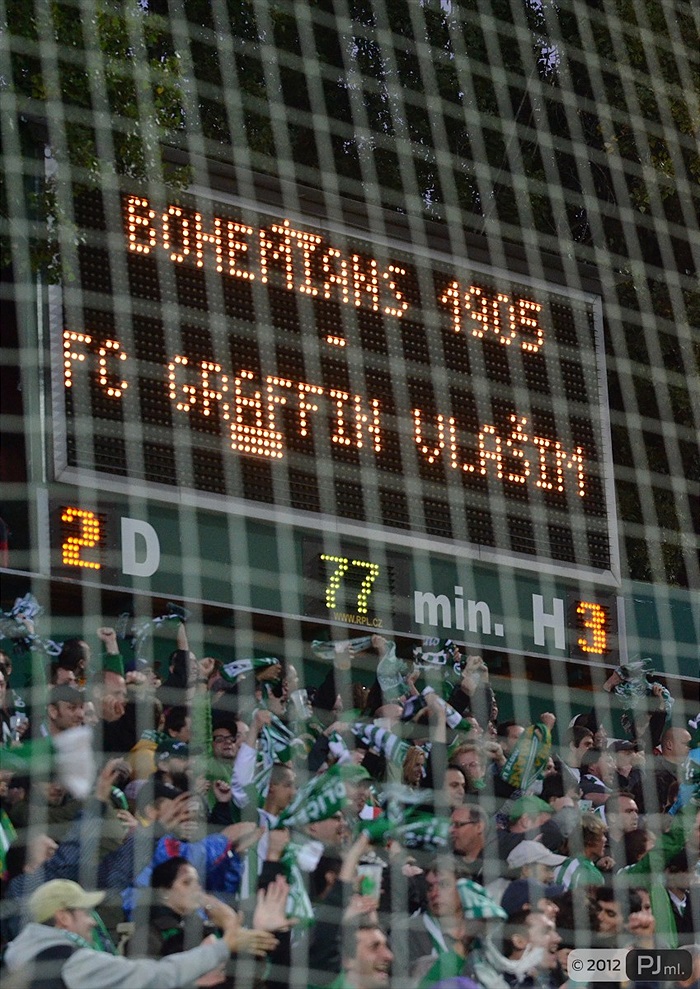 BOHEMIANS 1905
-
FC GRAFFIN VLAŠIM
2 D 77 min. H 3
WWW.RPL.CZ
© 2012 PJml.